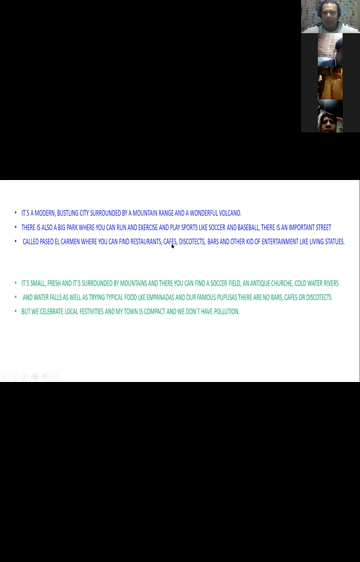 IT´S A MODERN, BUSTLING CITY SURROUNDED BY A MOUNTAIN RANGE AND A WONDERFUL VOLCANO.
THERE IS ALSO A BIG PARK WHERE YOU CAN RUN AND EXERCISE AND PLAY SPORTS LIKE SOCCER AND BASEBALL, THERE IS AN IMPORTANT STREET
CALLED PASEO EL CARMEN WHERE YOU CAN FIND RESTAURANTS, CAFES, DISCOTECTS, BARS AND OTHER KID OF ENTERTAIMENT LIKE LIVING STATUES.
IT´S SMALL, FRESH AND IT´S SURROUNDED BY MOUNTAINS AND THERE YOU CAN FIND A SOCCER FIELD, AN ANTIQUE CHURCHE, COLD WATER RIVERS
AND WATER FALLS AS WELL AS TRYING TYPICAL FOOD LIKE EMPANADAS AND OUR FAMOUS PUPUSAS THERE ARE NO BARS, CAFES OR DISCOTECTS
BUT WE CELEBRATE LOCAL FESTIVITIES AND MY TOWN IS COMPACT AND WE DON´T HAVE POLLUTION.